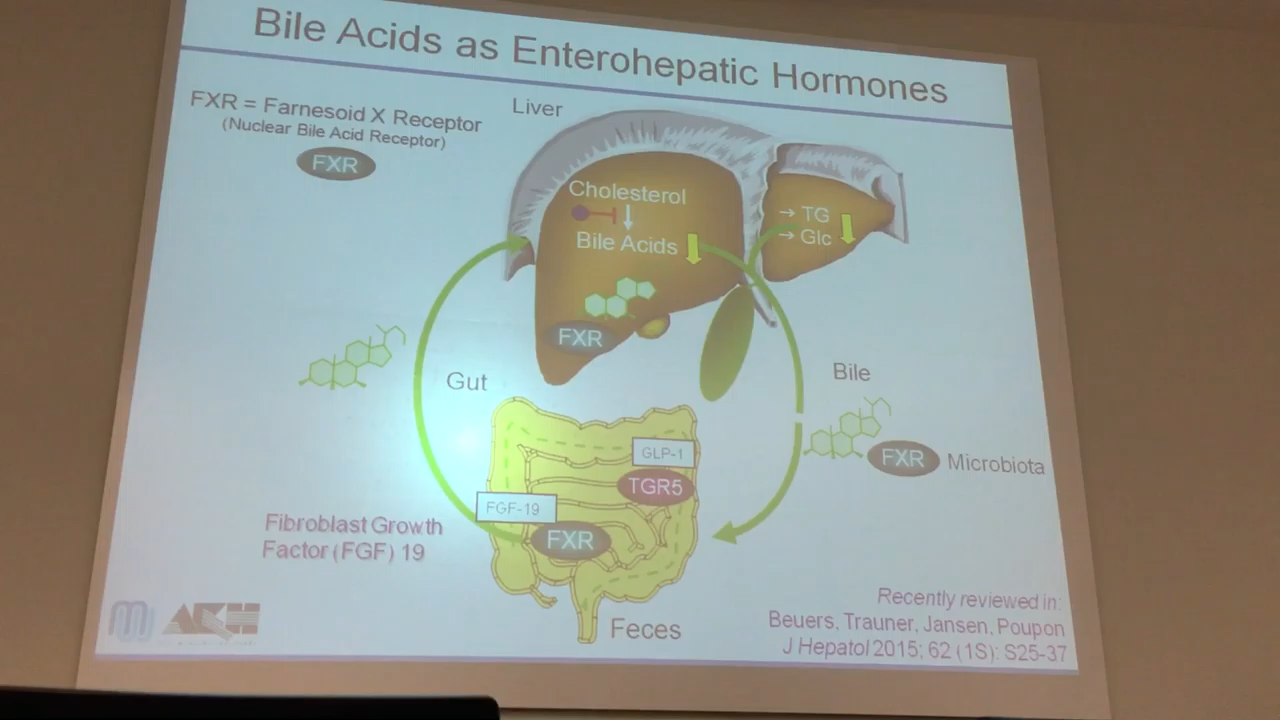 Bile Acids as Enterohepatic Hormones
FXR = Farnesoid X Receptor
(Nuclear Bile Acid Receptor)
FXR
Liver
Cholesterol
Bile Acids
→ TG
→ Glc
FXR
Gut
Bile
FXR Microbiota
GLP-1
TGR5
FGF-19
FXR
Fibroblast Growth
Factor (FGF) 19
Feces
Recently reviewed in:
Beuers, Trauner, Jansen, Poupon
J Hepatol 2015; 62 (1S): S25-37
AKH